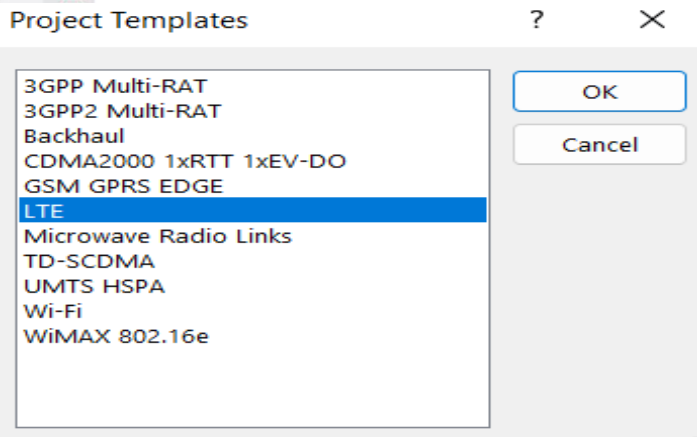 Project Templates ? ×
3GPP Multi-RAT
3GPP2 Multi-RAT
Backhaul
CDMA2000 1xRTT 1xEV-DO
GSM GPRS EDGE
LTE
Microwave Radio Links
TD-SCDMA
UMTS HSPA
Wi-Fi
WiMAX 802.16e
OK
Cancel